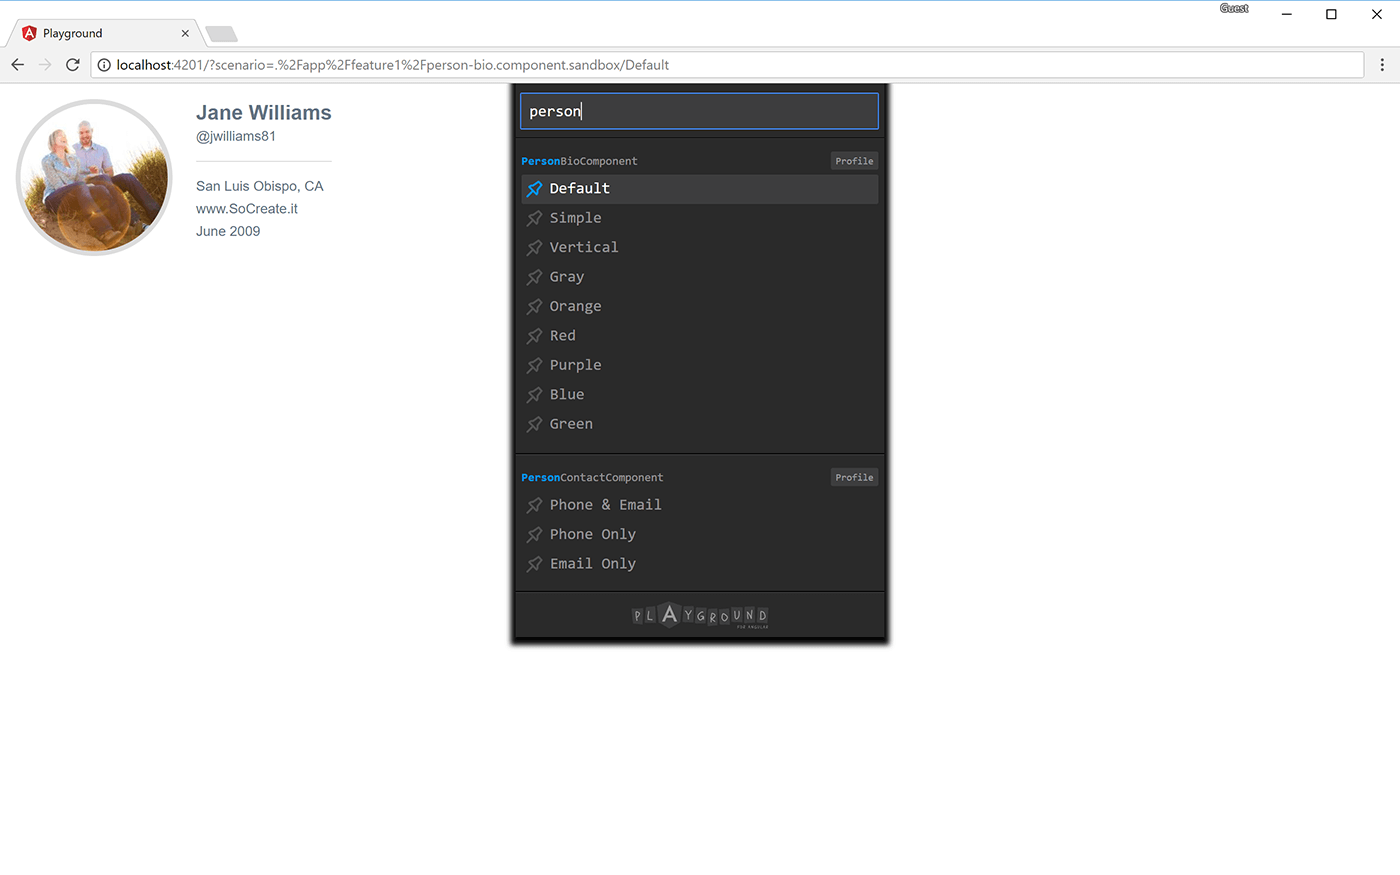 Guest
Playground
localhost:4201/?scenario=.%2Fapp%2Ffeature1%2Fperson-bio.component.sandbox/Default
Jane Williams
@jwilliams81
San Luis Obispo, CA
www.SoCreate.it
June 2009
person
PersonBioComponent Profile
Default
Simple
Vertical
Gray
Orange
Red
Purple
Blue
Green
PersonContactComponent Profile
Phone & Email
Phone Only
Email Only
PLAYGROUND
FOR ANGULAR